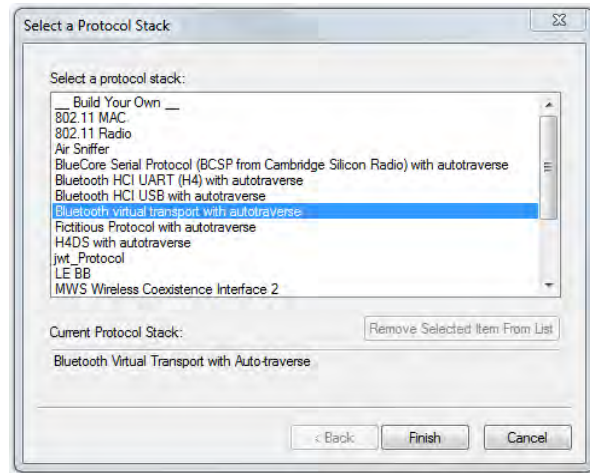 Select a Protocol Stack
Select a protocol stack:
__ Build Your Own __
802.11 MAC
802.11 Radio
Air Sniffer
BlueCore Serial Protocol (BCSP from Cambridge Silicon Radio) with autotraverse
Bluetooth HCI UART (H4) with autotraverse
Bluetooth HCI USB with autotraverse
Bluetooth virtual transport with autotraverse
Fictitious Protocol with autotraverse
H4DS with autotraverse
jwt_Protocol
LE BB
MWS Wireless Coexistence Interface 2
Current Protocol Stack:
Remove Selected Item From List
Bluetooth Virtual Transport with Auto-traverse
< Back
Finish
Cancel